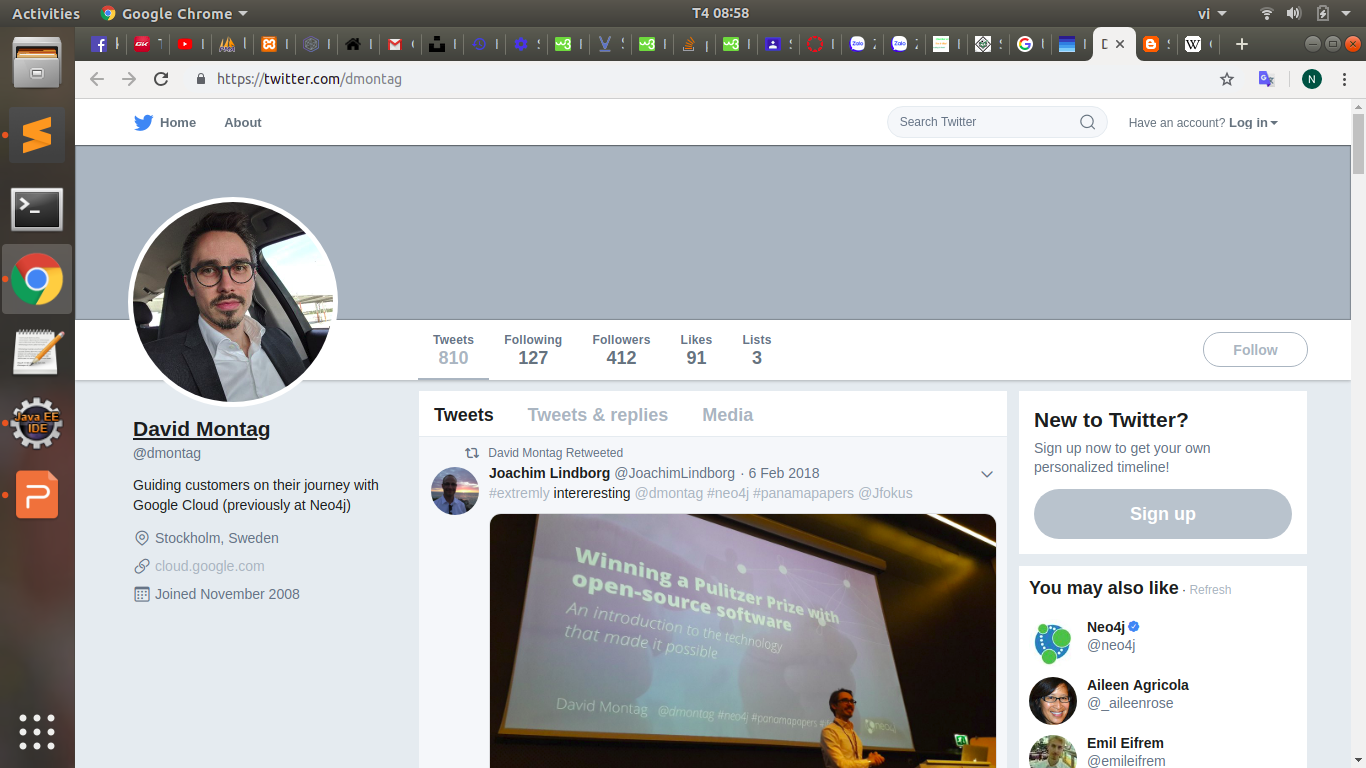 Activities
Google Chrome
T4 08:58
vi
https://twitter.com/dmontag
N
Home
About
Search Twitter
Have an account? Log in
Tweets
810
Following
127
Followers
412
Likes
91
Lists
3
Follow
David Montag
@dmontag
Guiding customers on their journey with
Google Cloud (previously at Neo4j)
Stockholm, Sweden
cloud.google.com
Joined November 2008
Tweets
Tweets & replies
Media
David Montag Retweeted
Joachim Lindborg @JoachimLindborg · 6 Feb 2018
#extremly intereresting @dmontag #neo4j #panamapapers @Jfokus
Winning a Pulitzer Prize with
open-source software
An introduction to the technology
that made it possible
David Montag @dmontag #neo4j #panamapapers
New to Twitter?
Sign up now to get your own
personalized timeline!
Sign up
You may also like · Refresh
Neo4j
@neo4j
Aileen Agricola
@_aileenrose
Emil Eifrem
@emileifrem
Java EE
IDE